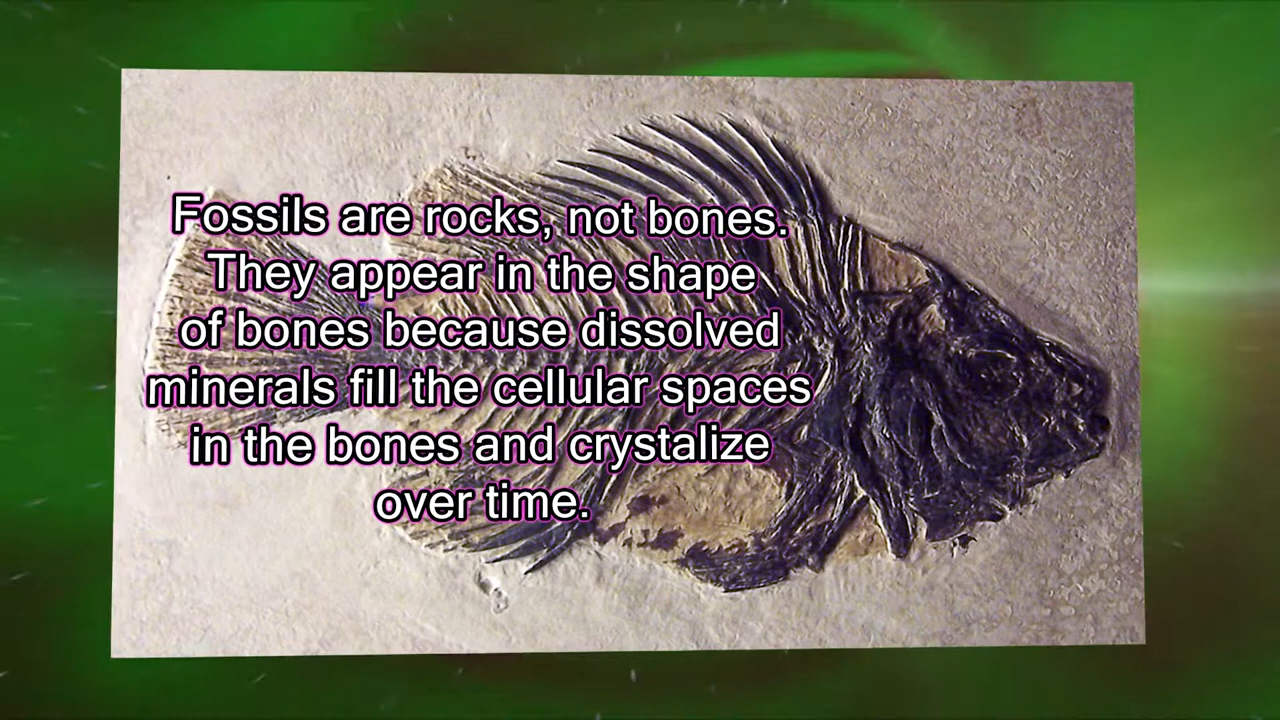 Fossils are rocks, not bones.
They appear in the shape
of bones because dissolved
minerals fill the cellular spaces
in the bones and crystalize
over time.